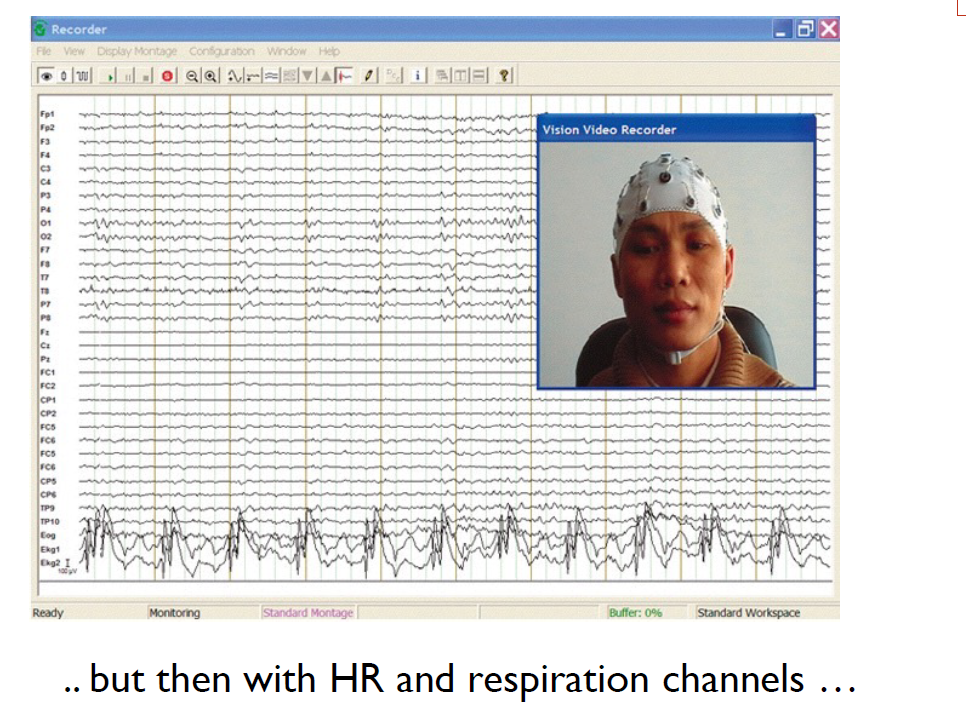 Recorder
File View Display Montage Configuration Window Help
Fp1
Fp2
Vision Video Recorder
F3
F4
C3
C4
P3
P4
O1
O2
F7
F8
T7
T8
P7
P8
Fz
Cz
Pz
FC1
FC2
CP1
CP2
FC5
FC6
FC5
FC6
CP5
CP6
TP9
TP10
Eog
Ekg1
Ekg2
100 µV
Ready Monitoring Standard Montage Buffer: 0% Standard Workspace
.. but then with HR and respiration channels …